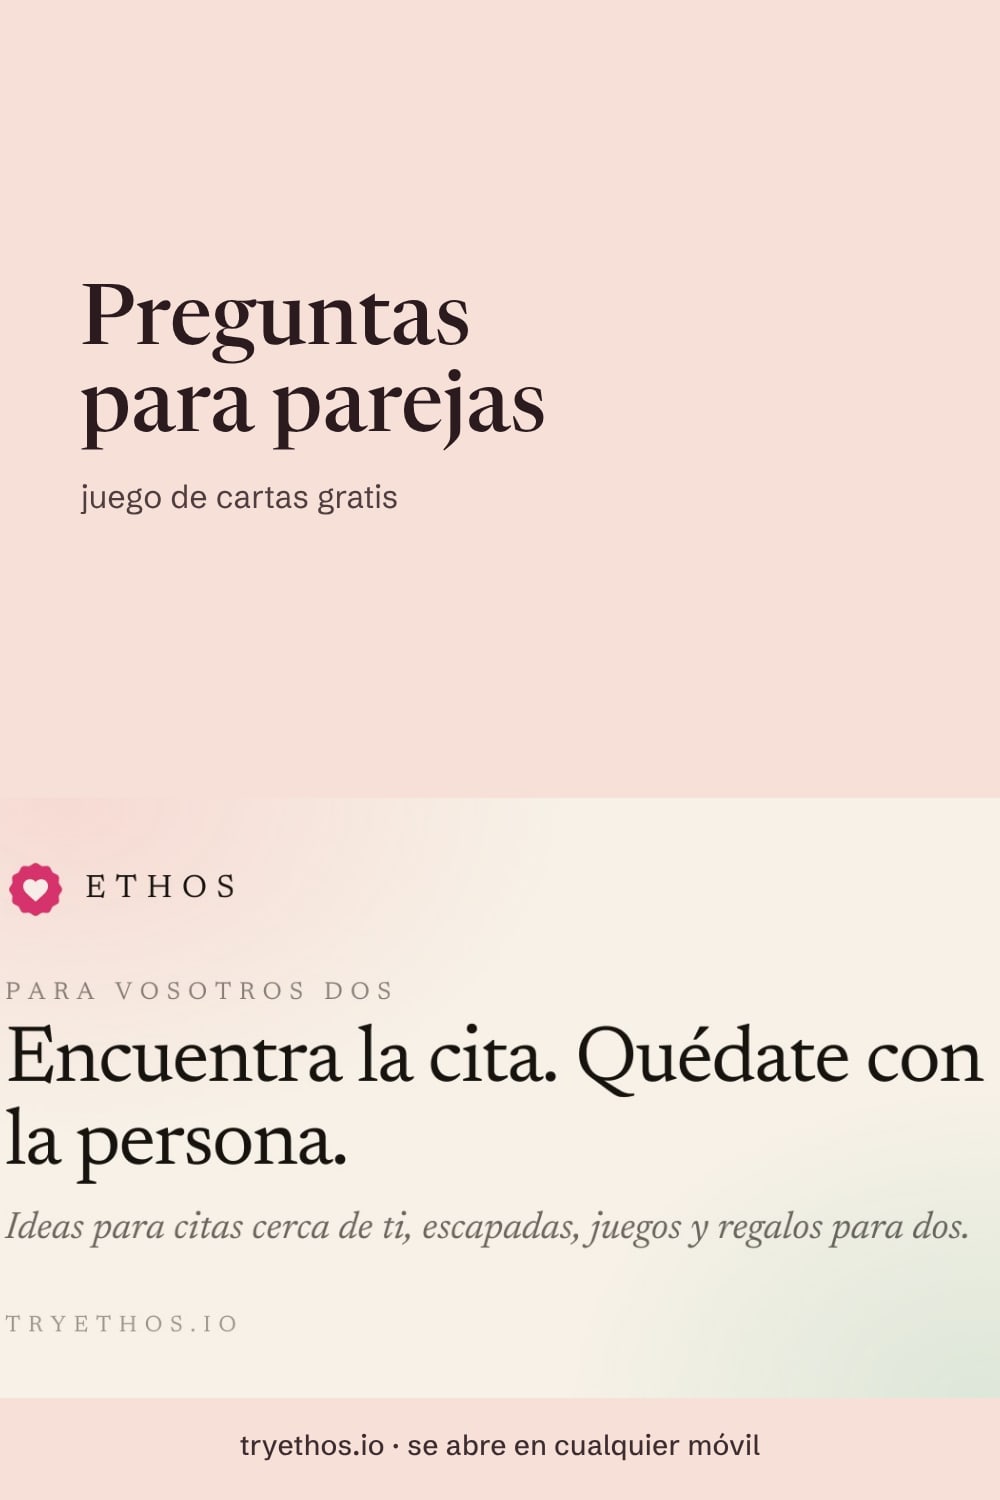 Preguntas
para parejas
juego de cartas gratis
ETHOS
PARA VOSOTROS DOS
Encuentra la cita. Quédate con
la persona.
Ideas para citas cerca de ti, escapadas, juegos y regalos para dos.
TRYETHOS.IO
tryethos.io · se abre en cualquier móvil